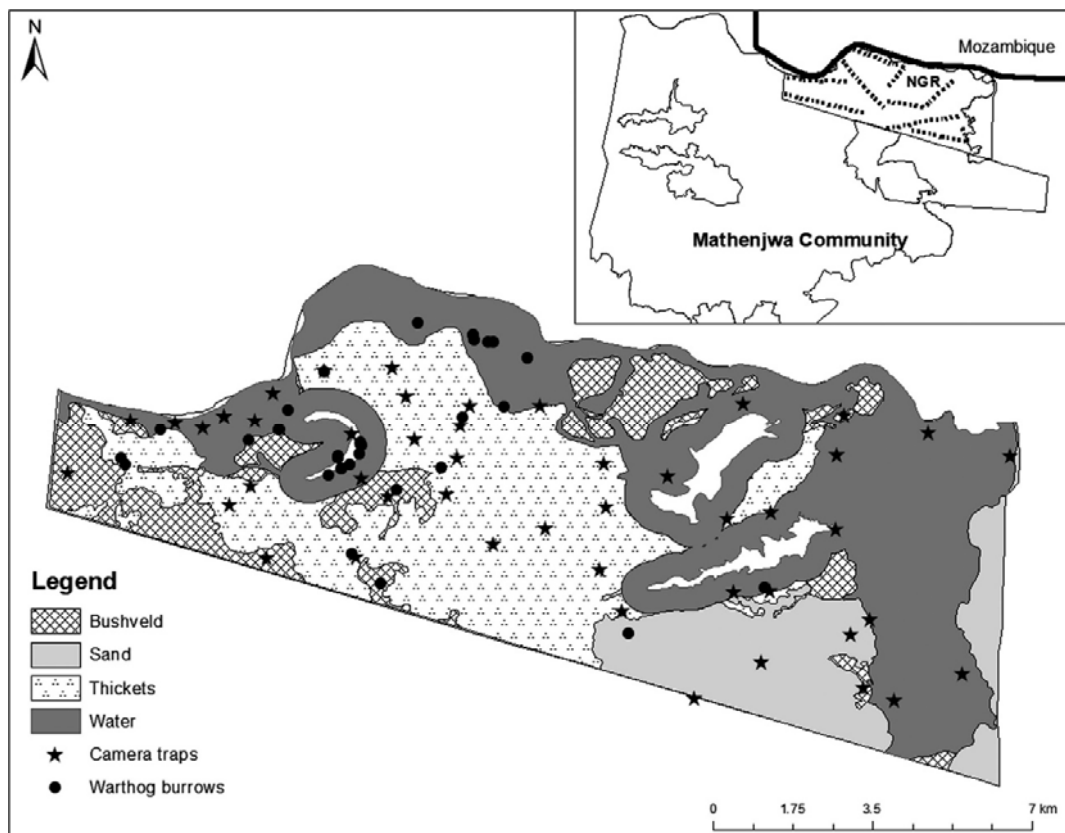 N
Mozambique
NGR
Mathenjwa Community
Legend
Bushveld
Sand
Thickets
Water
Camera traps
Warthog burrows
0 1.75 3.5 7 km